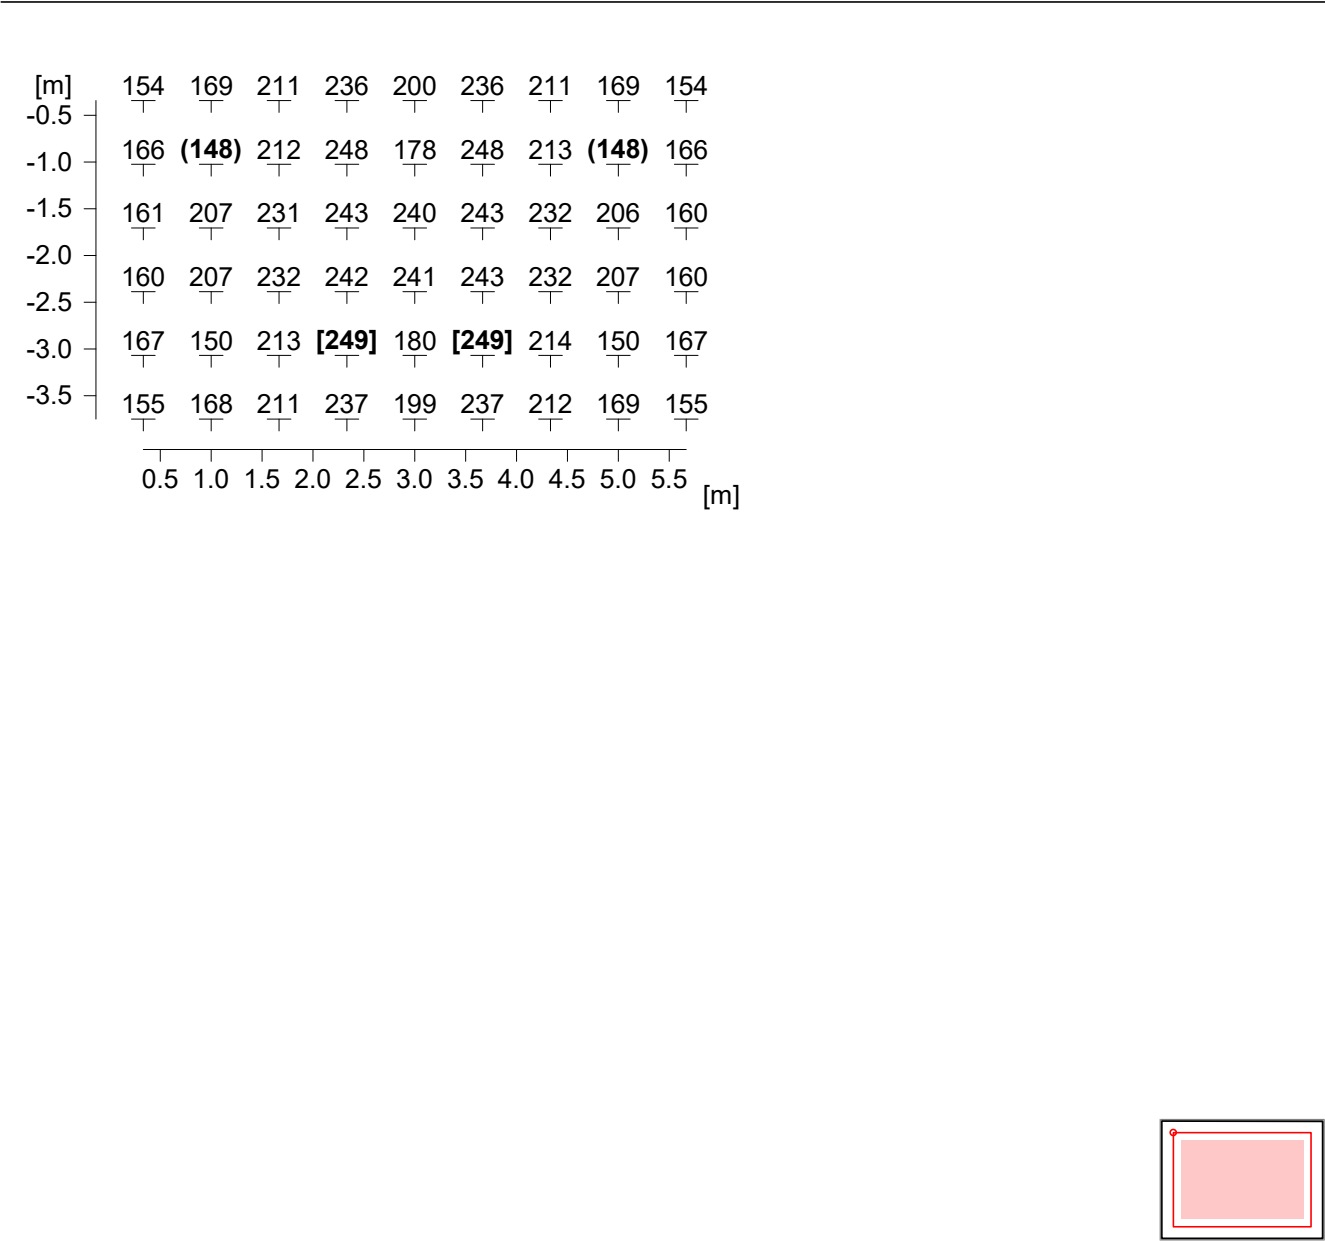 [m] 154 169 211 236 200 236 211 169 154
-0.5
166 (148) 212 248 178 248 213 (148) 166
-1.0
-1.5 161 207 231 243 240 243 232 206 160
-2.0
160 207 232 242 241 243 232 207 160
-2.5
167 150 213 [249] 180 [249] 214 150 167
-3.0
-3.5 155 168 211 237 199 237 212 169 155
0.5 1.0 1.5 2.0 2.5 3.0 3.5 4.0 4.5 5.0 5.5
[m]